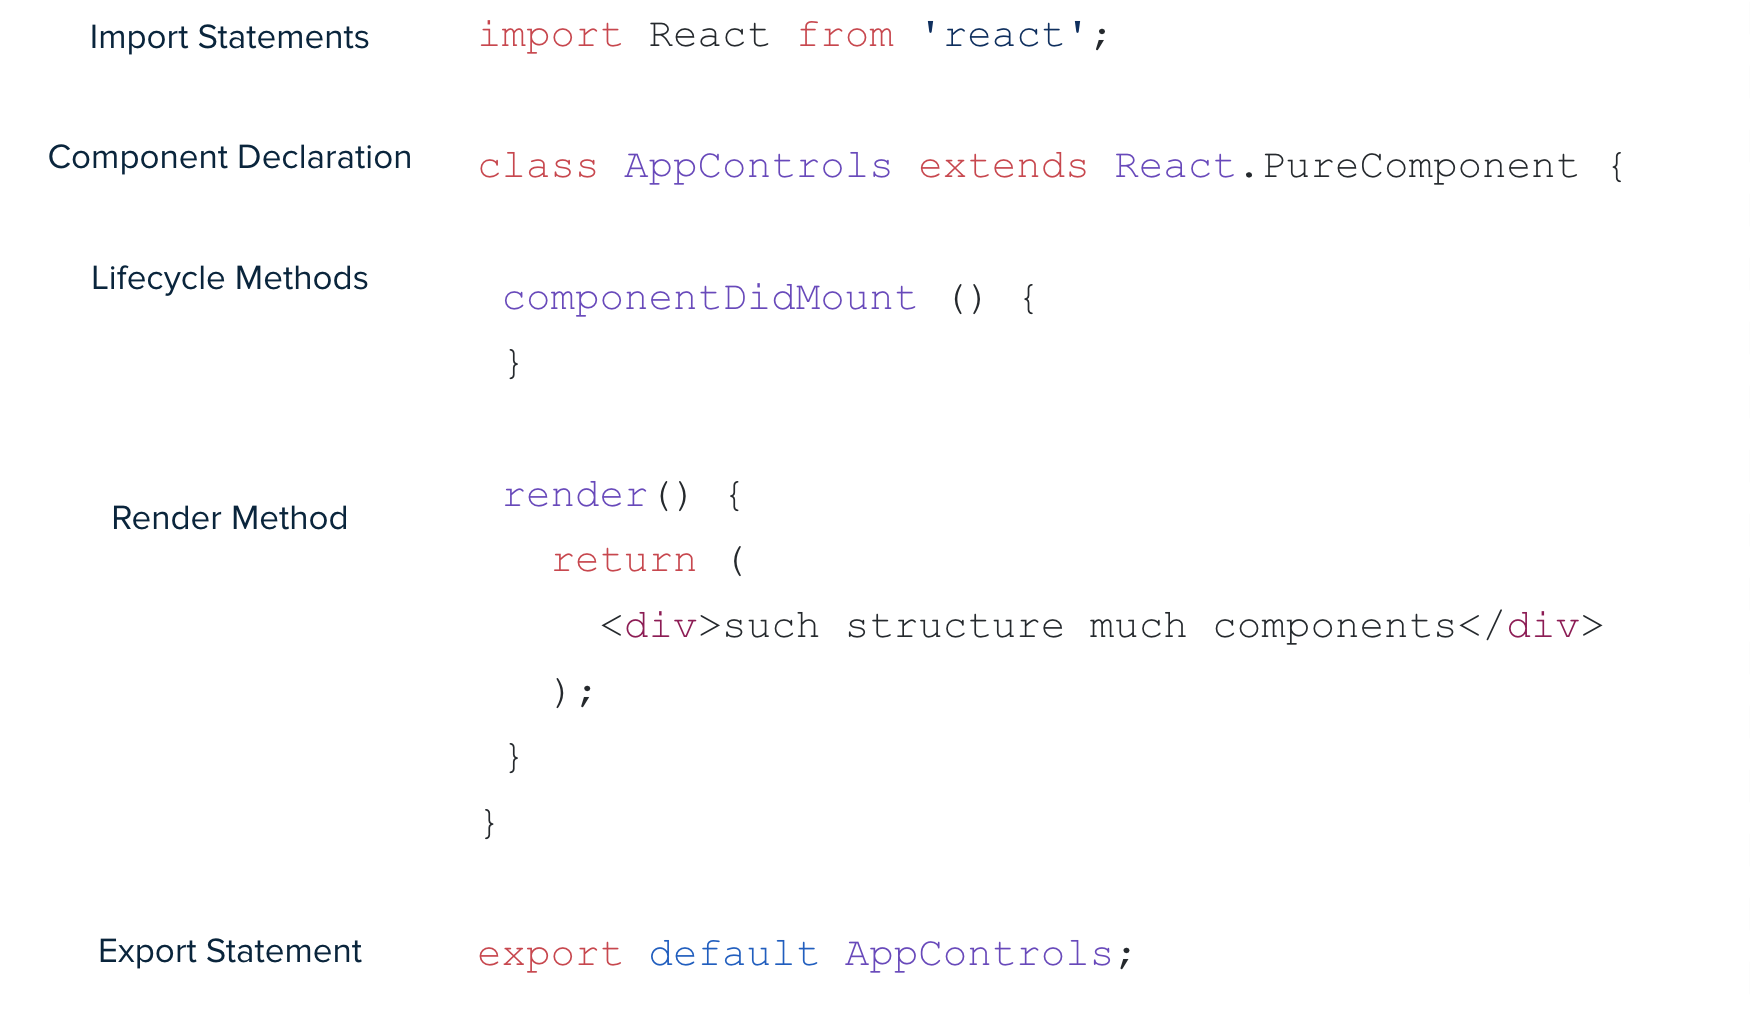 Import Statements
import React from 'react';
Component Declaration
class AppControls extends React.PureComponent {
Lifecycle Methods
componentDidMount () {
}
Render Method
render() {
return (
<div>such structure much components</div>
);
}
}
Export Statement
export default AppControls;